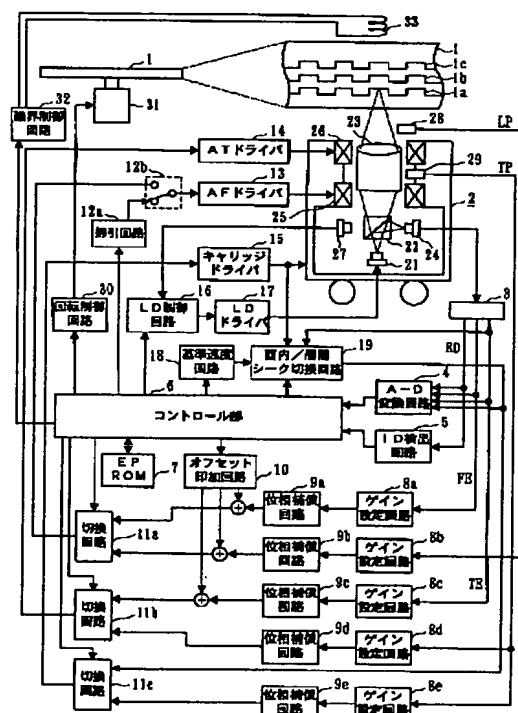 33
1
1
1c
1b
1a
32
磁界制御
回路
31
14
26
23
28
LP
ATドライバ
TP
12b
13
29
12a
AFドライバ
掃引回路
25
2
15
22
24
27
30
キャリッジ
ドライバ
16
17
21
回転制御
回路
LD制御
回路
LD
ドライバ
3
18
19
基準速度
回路
面内/層間
シーク切換回路
RD
4
6
A-D
変換回路
コントロール部
5
ID検出
回路
FE
EP
ROM
7
オフセット
印加回路
10
9a
8a
位相補償
回路
ゲイン
設定回路
切換
回路
11a
9b
8b
位相補償
回路
ゲイン
設定回路
9c
8c
TE
位相補償
回路
ゲイン
設定回路
切換
回路
11b
9d
8d
位相補償
回路
ゲイン
設定回路
切換
回路
11c
9e
8e
位相補償
回路
ゲイン
設定回路